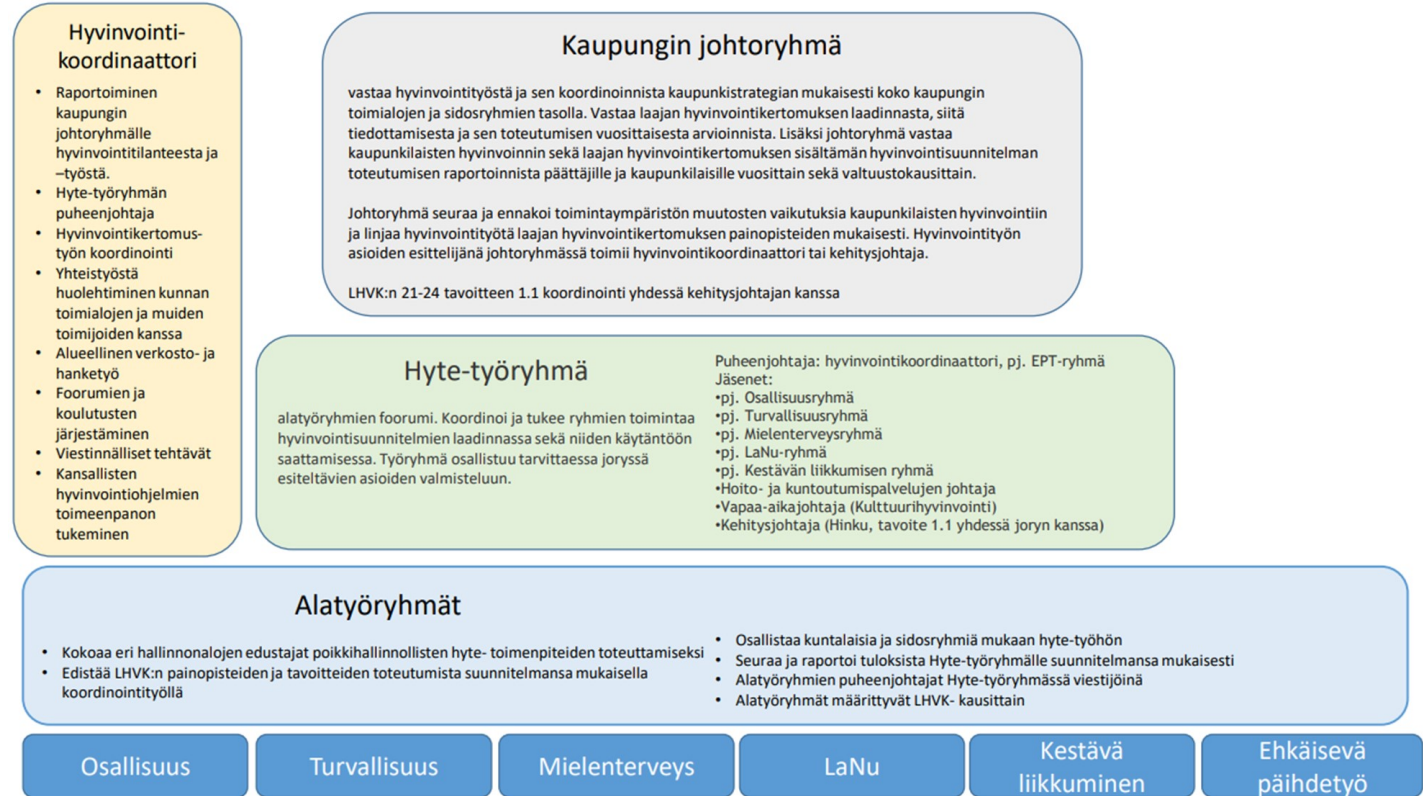 Hyvinvointi-
koordinaattori
• Raportoiminen
kaupungin
johtoryhmälle
hyvinvointitilanteesta ja
–työstä.
• Hyte-työryhmän
puheenjohtaja
• Hyvinvointikertomus-
työn koordinointi
• Yhteistyöstä
huolehtiminen kunnan
toimialojen ja muiden
toimijoiden kanssa
• Alueellinen verkosto- ja
hanketyö
• Foorumien ja
koulutusten
järjestäminen
• Viestinnälliset tehtävät
• Kansallisten
hyvinvointiohjelmien
toimeenpanon
tukeminen
Kaupungin johtoryhmä
vastaa hyvinvointityöstä ja sen koordinoinnista kaupunkistrategian mukaisesti koko kaupungin
toimialojen ja sidosryhmien tasolla. Vastaa laajan hyvinvointikertomuksen laadinnasta, siitä
tiedottamisesta ja sen toteutumisen vuosittaisesta arvioinnista. Lisäksi johtoryhmä vastaa
kaupunkilaisten hyvinvoinnin sekä laajan hyvinvointikertomuksen sisältämän hyvinvointisuunnitelman
toteutumisen raportoinnista päättäjille ja kaupunkilaisille vuosittain sekä valtuustokausittain.
Johtoryhmä seuraa ja ennakoi toimintaympäristön muutosten vaikutuksia kaupunkilaisten hyvinvointiin
ja linjaa hyvinvointityötä laajan hyvinvointikertomuksen painopisteiden mukaisesti. Hyvinvointityön
asioiden esittelijänä johtoryhmässä toimii hyvinvointikoordinaattori tai kehitysjohtaja.
LHVK:n 21-24 tavoitteen 1.1 koordinointi yhdessä kehitysjohtajan kanssa
Hyte-työryhmä
alatyöryhmien foorumi. Koordinoi ja tukee ryhmien toimintaa
hyvinvointisuunnitelmien laadinnassa sekä niiden käytäntöön
saattamisessa. Työryhmä osallistuu tarvittaessa joryssä
esiteltävien asioiden valmisteluun.
Puheenjohtaja: hyvinvointikoordinaattori, pj. EPT-ryhmä
Jäsenet:
•pj. Osallisuusryhmä
•pj. Turvallisuusryhmä
•pj. Mielenterveysryhmä
•pj. LaNu-ryhmä
•pj. Kestävän liikkumisen ryhmä
•Hoito- ja kuntoutumispalvelujen johtaja
•Vapaa-aikajohtaja (Kulttuurihyvinvointi)
•Kehitysjohtaja (Hinku, tavoite 1.1 yhdessä joryn kanssa)
Alatyöryhmät
• Kokoaa eri hallinnonalojen edustajat poikkihallinnollisten hyte- toimenpiteiden toteuttamiseksi
• Edistää LHVK:n painopisteiden ja tavoitteiden toteutumista suunnitelmansa mukaisella
koordinointityöllä
• Osallistaa kuntalaisia ja sidosryhmiä mukaan hyte-työhön
• Seuraa ja raportoi tuloksista Hyte-työryhmälle suunnitelmansa mukaisesti
• Alatyöryhmien puheenjohtajat Hyte-työryhmässä viestijöinä
• Alatyöryhmät määrittyvät LHVK- kausittain
Osallisuus
Turvallisuus
Mielenterveys
LaNu
Kestävä
liikkuminen
Ehkäisevä
päihdetyö